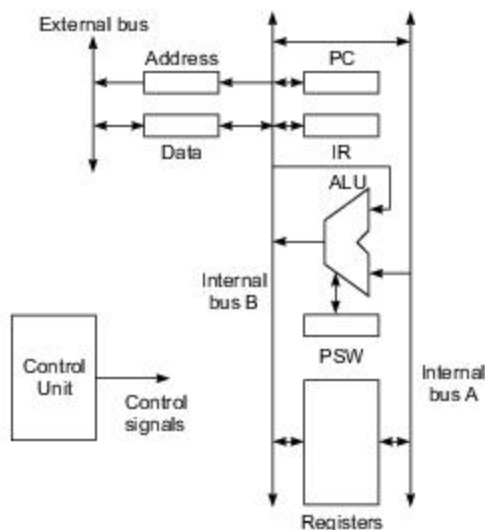 External bus
Address
PC
Data
IR
ALU
Internal
bus B
PSW
Control
Unit
Control
signals
Internal
bus A
Registers